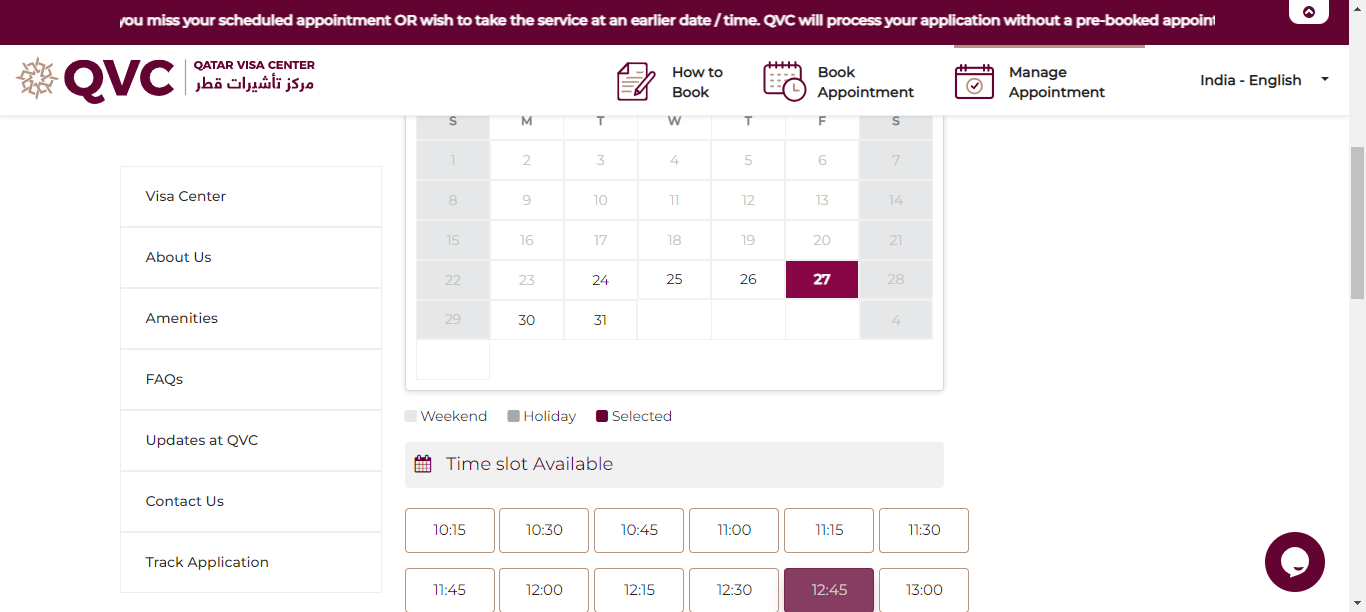 you miss your scheduled appointment OR wish to take the service at an earlier date / time. QVC will process your application without a pre-booked appoint
QVC
QATAR VISA CENTER
مركز تأشيرات قطر
How to
Book
Book
Appointment
Manage
Appointment
India - English
Visa Center
About Us
Amenities
FAQs
Updates at QVC
Contact Us
Track Application
S M T W T F S
1 2 3 4 5 6 7
8 9 10 11 12 13 14
15 16 17 18 19 20 21
22 23 24 25 26 27 28
29 30 31 4
Weekend Holiday Selected
Time slot Available
10:15 10:30 10:45 11:00 11:15 11:30
11:45 12:00 12:15 12:30 12:45 13:00